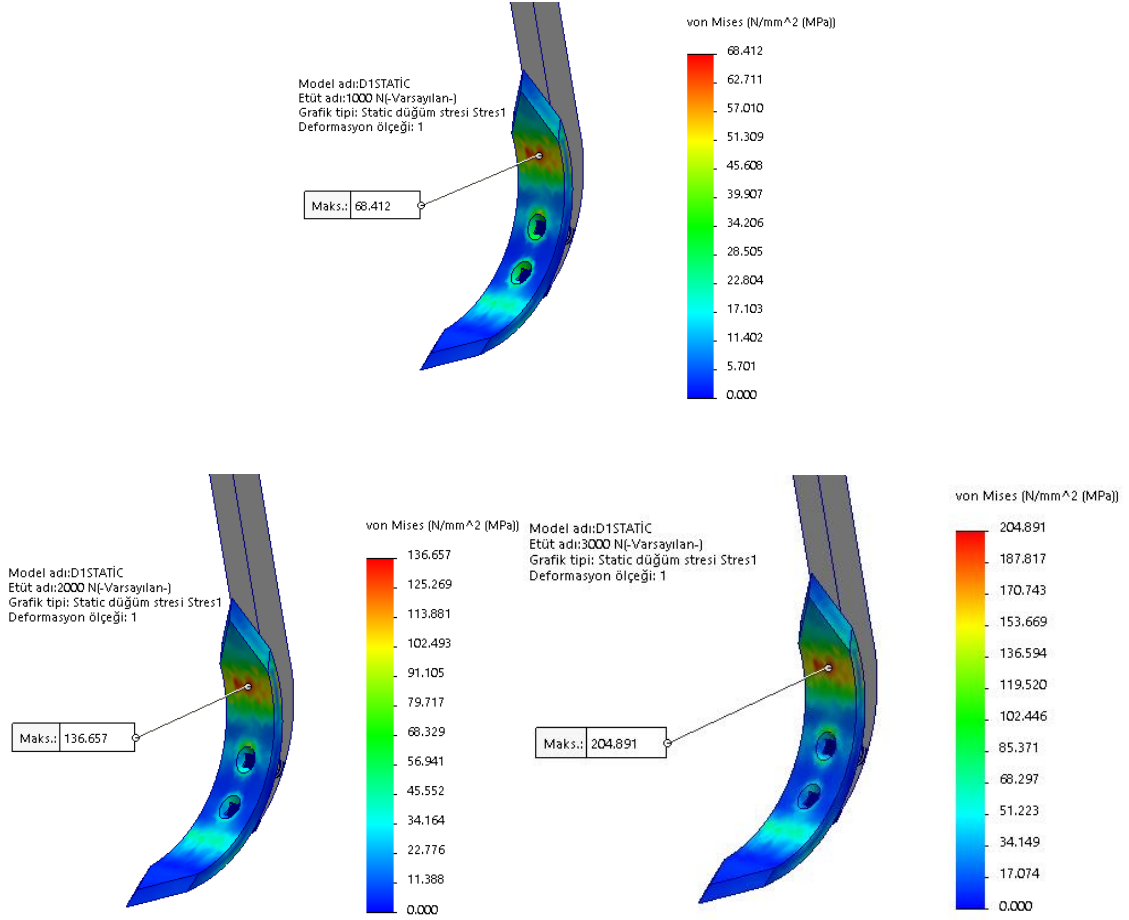 von Mises (N/mm^2 (MPa))
68.412
62.711
57.010
51.309
45.608
39.907
34.206
28.505
22.804
17.103
11.402
5.701
0.000
Model adı:D1STATİC
Etüt adı:1000 N(-Varsayılan-)
Grafik tipi: Static düğüm stresi Stres1
Deformasyon ölçeği: 1
Maks.: 68.412
von Mises (N/mm^2 (MPa))
136.657
125.269
113.881
102.493
91.105
79.717
68.329
56.941
45.552
34.164
22.776
11.388
0.000
Model adı:D1STATİC
Etüt adı:2000 N(-Varsayılan-)
Grafik tipi: Static düğüm stresi Stres1
Deformasyon ölçeği: 1
Maks.: 136.657
von Mises (N/mm^2 (MPa))
204.891
187.817
170.743
153.669
136.594
119.520
102.446
85.371
68.297
51.223
34.149
17.074
0.000
Model adı:D1STATİC
Etüt adı:3000 N(-Varsayılan-)
Grafik tipi: Static düğüm stresi Stres1
Deformasyon ölçeği: 1
Maks.: 204.891